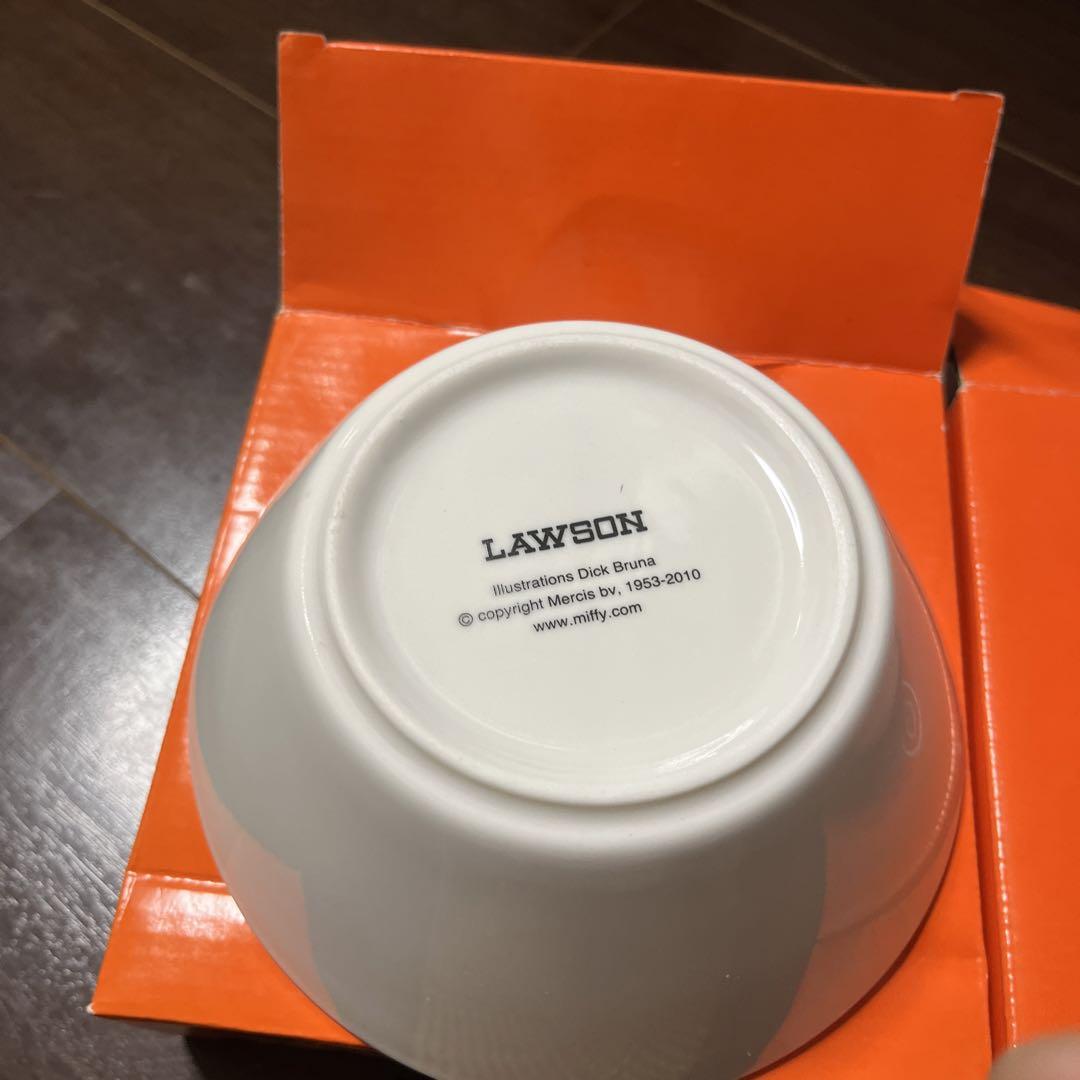 LAWSON
Illustrations Dick Bruna
© copyright Mercis bv, 1953-2010
www.miffy.com